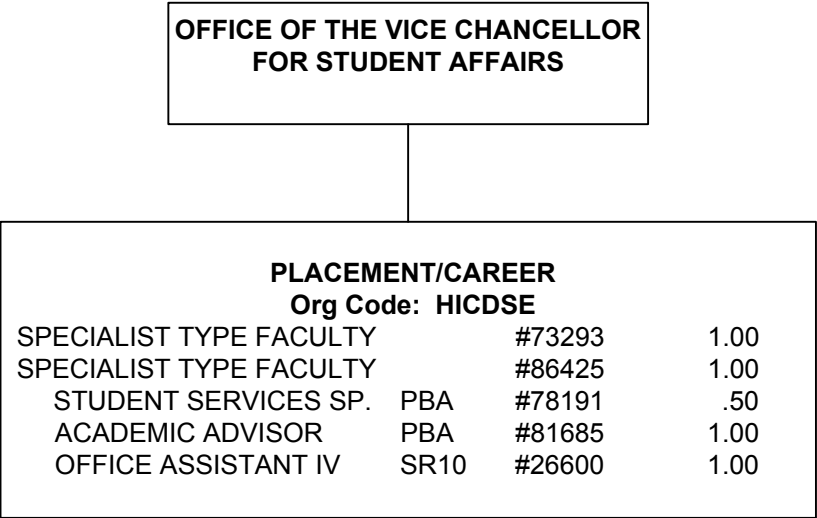 OFFICE OF THE VICE CHANCELLOR
FOR STUDENT AFFAIRS
PLACEMENT/CAREER
Org Code: HICDSE
SPECIALIST TYPE FACULTY #73293 1.00
SPECIALIST TYPE FACULTY #86425 1.00
STUDENT SERVICES SP. PBA #78191 .50
ACADEMIC ADVISOR PBA #81685 1.00
OFFICE ASSISTANT IV SR10 #26600 1.00